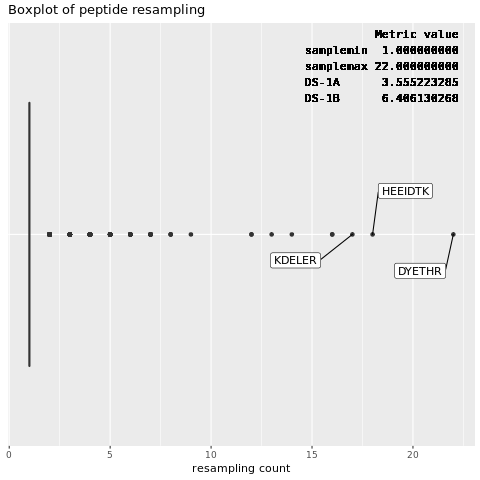 Boxplot of peptide resampling
Metric value
samplemin 1.000000000
samplemax 22.000000000
DS-1A 3.555223285
DS-1B 6.406130268
HEEIDTK
KDELER
DYETHR
0 5 10 15 20
resampling count